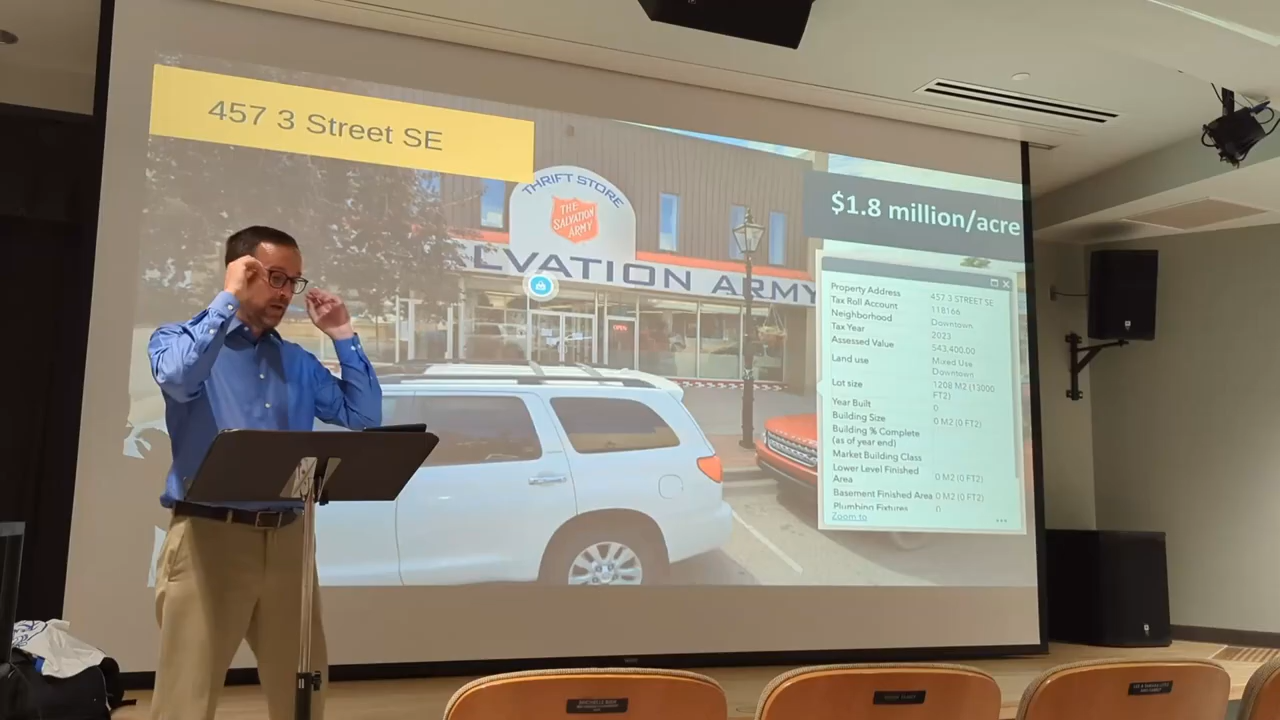 457 3 Street SE
THRIFT STORE
THE
SALVATION
ARMY
LVATION ARMY
OPEN
$1.8 million/acre
Property Address 457 3 STREET SE
Tax Roll Account 118166
Neighborhood Downtown
Tax Year 2023
Assessed Value 543,400.00
Land use Mixed Use
Downtown
Lot size 1208 M2 (13000
FT2)
Year Built 0
Building Size 0 M2 (0 FT2)
Building % Complete
(as of year end)
Market Building Class
Lower Level Finished
Area 0 M2 (0 FT2)
Basement Finished Area 0 M2 (0 FT2)
Plumbing Fixtures 0
Zoom to